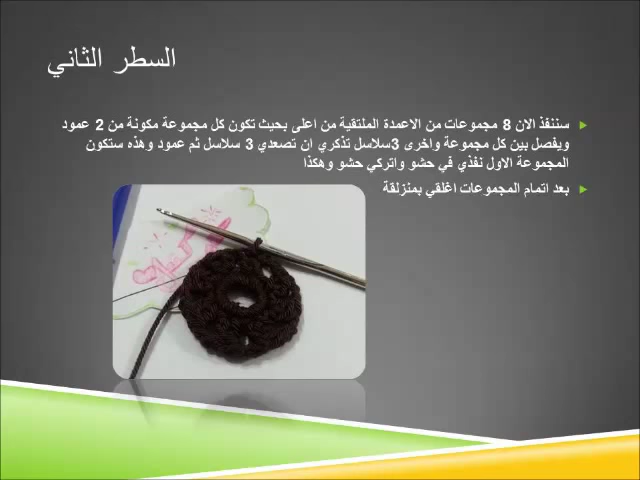 السطر الثاني
سننفذ الان 8 مجموعات من الاعمدة الملتقية من اعلى بحيث تكون كل مجموعة مكونة من 2 عمود
ويفصل بين كل مجموعة واخرى 3سلاسل تذكري ان تصعدي 3 سلاسل ثم عمود وهذه ستكون
المجموعة الاول نفذي في حشو واتركي حشو وهكذا
بعد اتمام المجموعات اغلقي بمنزلقة